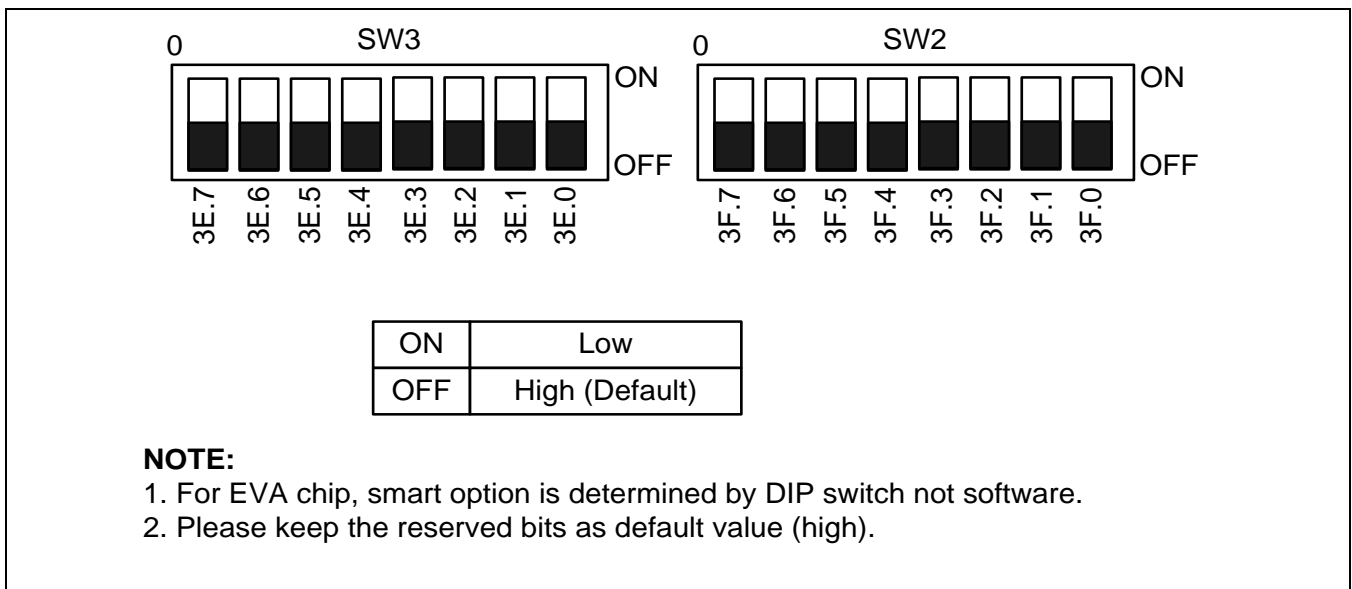 0 SW3 0 SW2
ON ON
OFF OFF
3E.7 3E.6 3E.5 3E.4 3E.3 3E.2 3E.1 3E.0 3F.7 3F.6 3F.5 3F.4 3F.3 3F.2 3F.1 3F.0
ON Low
OFF High (Default)
NOTE:
1. For EVA chip, smart option is determined by DIP switch not software.
2. Please keep the reserved bits as default value (high).